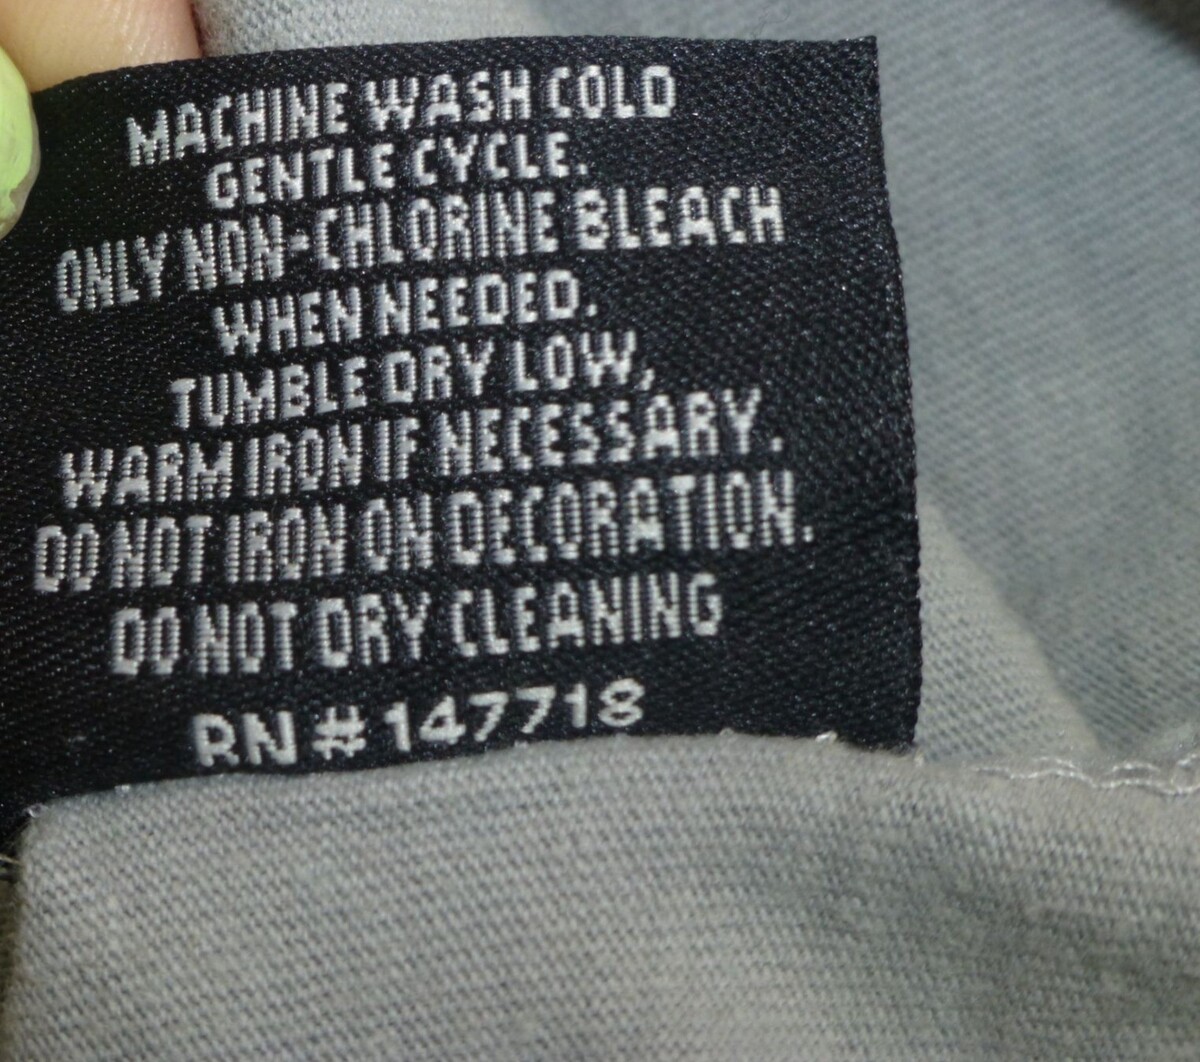 MACHINE WASH COLD
GENTLE CYCLE.
ONLY NON-CHLORINE BLEACH
WHEN NEEDED.
TUMBLE DRY LOW,
WARM IRON IF NECESSARY.
DO NOT IRON ON DECORATION.
DO NOT DRY CLEANING
RN #147718